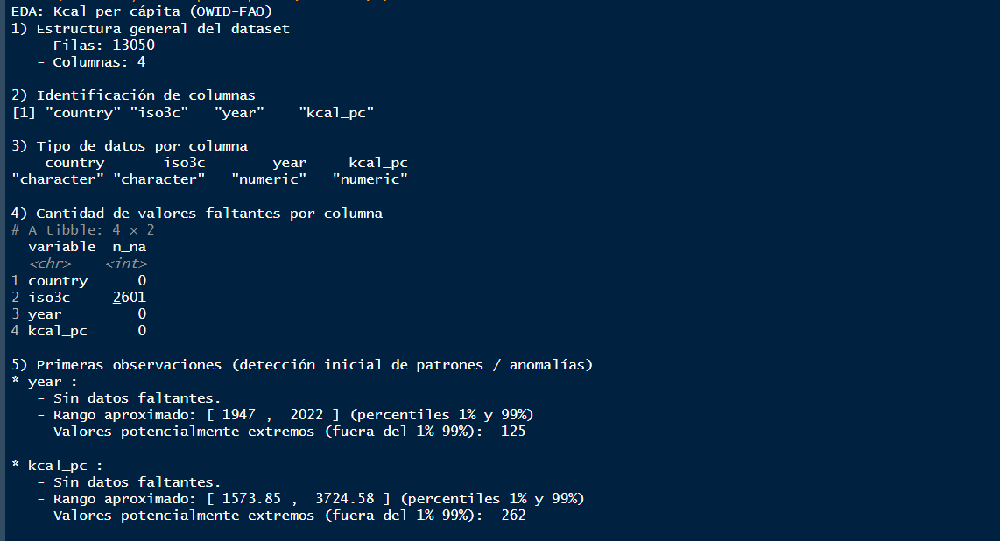 EDA: Kcal per cápita (OWID-FAO)
1) Estructura general del dataset
- Filas: 13050
- Columnas: 4
2) Identificación de columnas
[1] "country" "iso3c" "year" "kcal_pc"
3) Tipo de datos por columna
country iso3c year kcal_pc
"character" "character" "numeric" "numeric"
4) Cantidad de valores faltantes por columna
# A tibble: 4 × 2
variable n_na
<chr> <int>
1 country 0
2 iso3c 2601
3 year 0
4 kcal_pc 0
5) Primeras observaciones (detección inicial de patrones / anomalías)
* year :
- Sin datos faltantes.
- Rango aproximado: [ 1947 , 2022 ] (percentiles 1% y 99%)
- Valores potencialmente extremos (fuera del 1%-99%): 125
* kcal_pc :
- Sin datos faltantes.
- Rango aproximado: [ 1573.85 , 3724.58 ] (percentiles 1% y 99%)
- Valores potencialmente extremos (fuera del 1%-99%): 262